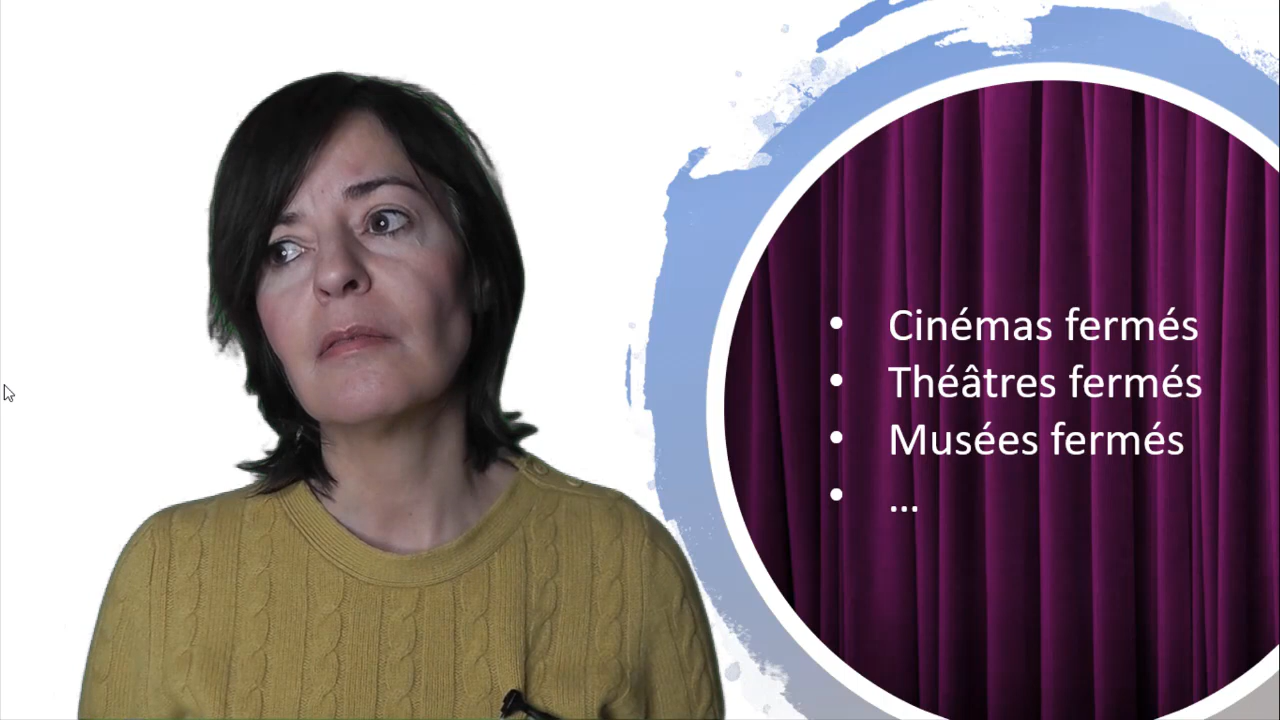 • Cinémas fermés
• Théâtres fermés
• Musées fermés
• …